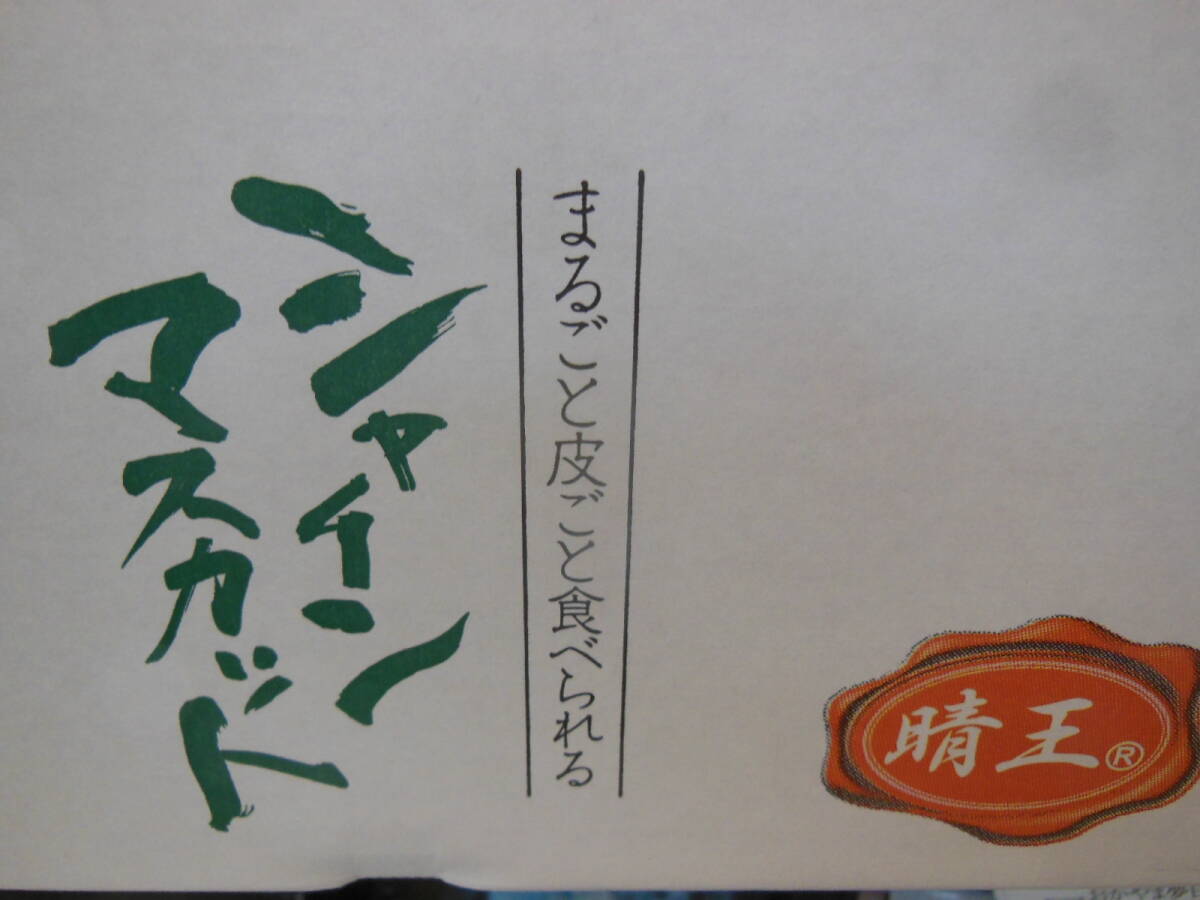 まるごと皮ごと食べられる
シャイン
マスカット
晴王®